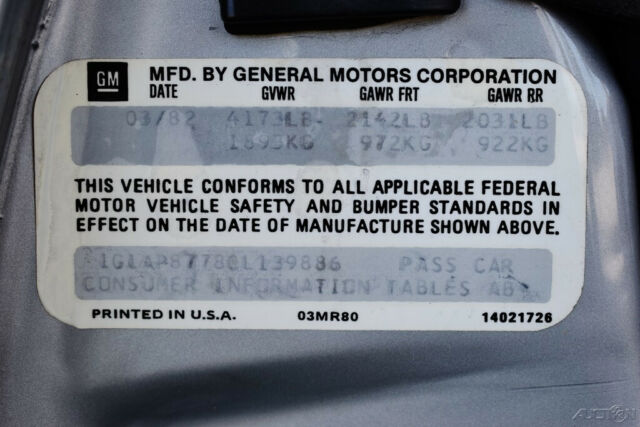 GM MFD. BY GENERAL MOTORS CORPORATION
DATE GVWR GAWR FRT GAWR RR
03/82 4173LB 2142LB 2031LB
1893KG 972KG 922KG
THIS VEHICLE CONFORMS TO ALL APPLICABLE FEDERAL
MOTOR VEHICLE SAFETY AND BUMPER STANDARDS IN
EFFECT ON THE DATE OF MANUFACTURE SHOWN ABOVE.
PASS CAR
CONSUMER INFORMATION TABLES AB
PRINTED IN U.S.A. 03MR80 14021726